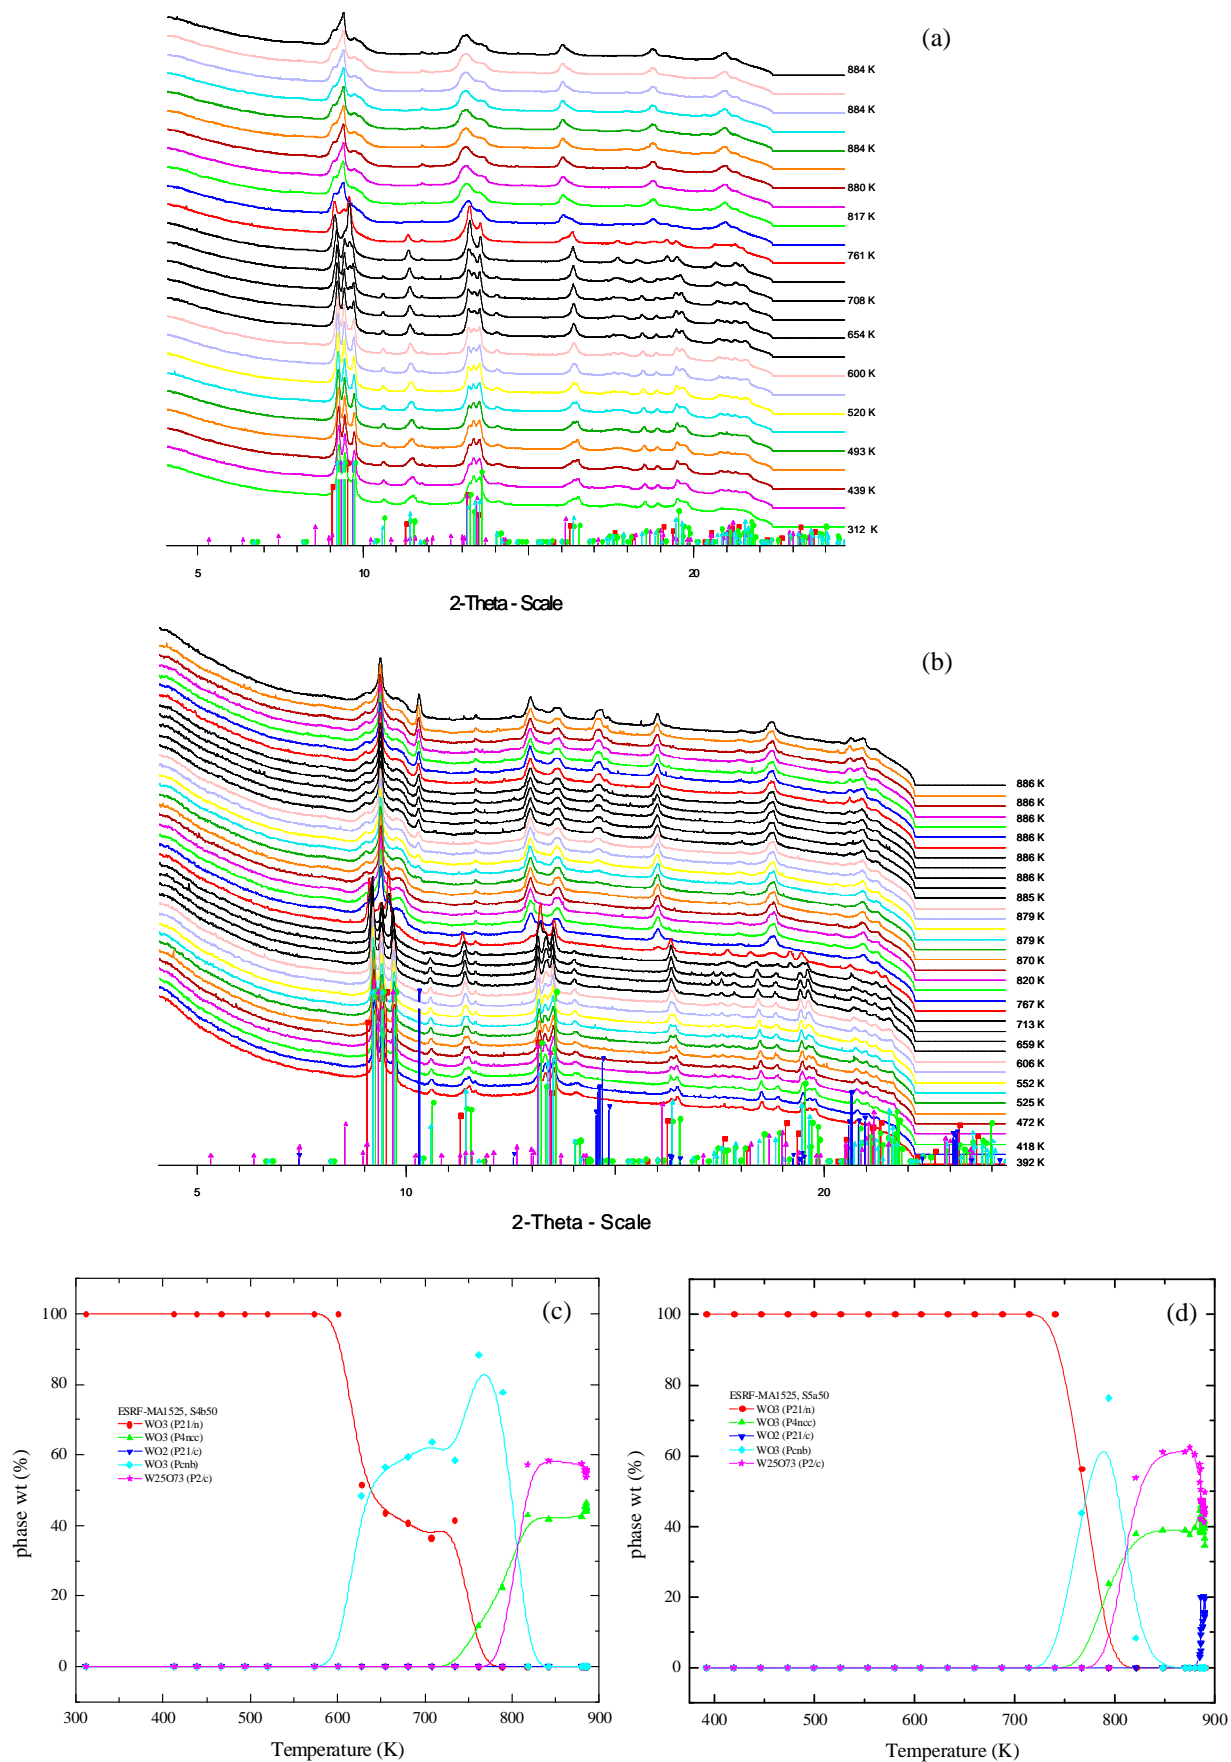 (a)
884 K
884 K
884 K
880 K
817 K
761 K
708 K
654 K
600 K
520 K
493 K
439 K
312 K
5 10 20
2-Theta - Scale
(b)
886 K
886 K
886 K
886 K
886 K
886 K
885 K
879 K
879 K
870 K
820 K
767 K
713 K
659 K
606 K
552 K
525 K
472 K
418 K
392 K
5 10 20
2-Theta - Scale
(c)
100
80
60
40
20
0
phase wt (%)
ESRF-MA1525, S4b50
WO3 (P21/n)
WO3 (P4ncc)
WO2 (P21/c)
WO3 (Pcnb)
W25O73 (P2/c)
300 400 500 600 700 800 900
Temperature (K)
(d)
100
80
60
40
20
0
phase wt (%)
ESRF-MA1525, S5a50
WO3 (P21/n)
WO3 (P4ncc)
WO2 (P21/c)
WO3 (Pcnb)
W25O73 (P2/c)
400 500 600 700 800 900
Temperature (K)